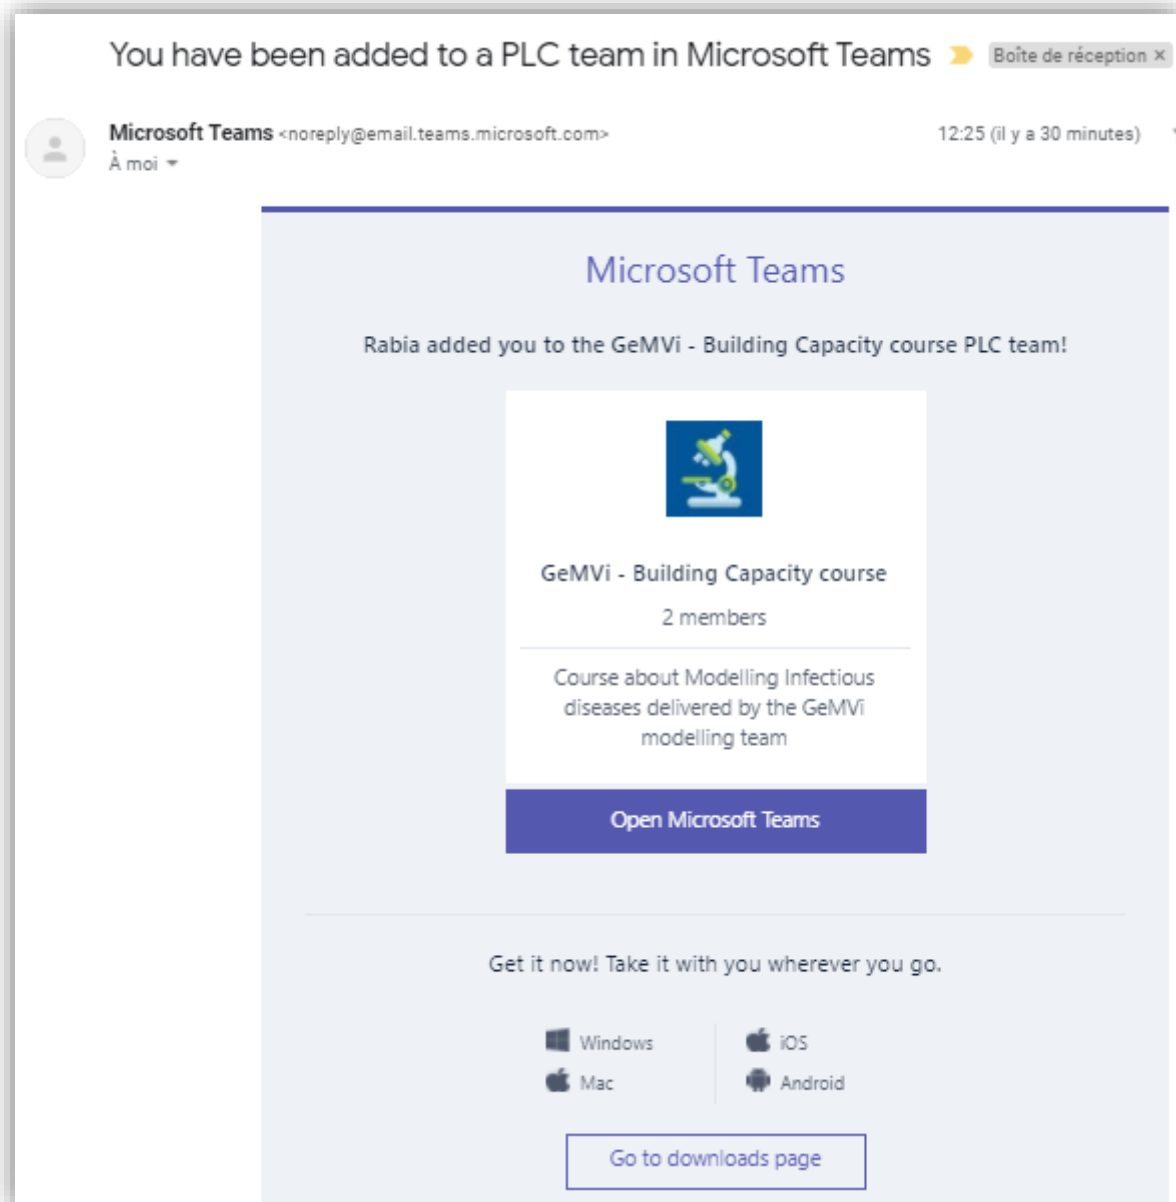 You have been added to a PLC team in Microsoft Teams
Boîte de réception ×
Microsoft Teams <noreply@email.teams.microsoft.com>
12:25 (il y a 30 minutes)
À moi
Microsoft Teams
Rabia added you to the GeMVi - Building Capacity course PLC team!
GeMVi - Building Capacity course
2 members
Course about Modelling Infectious
diseases delivered by the GeMVi
modelling team
Open Microsoft Teams
Get it now! Take it with you wherever you go.
Windows
iOS
Mac
Android
Go to downloads page